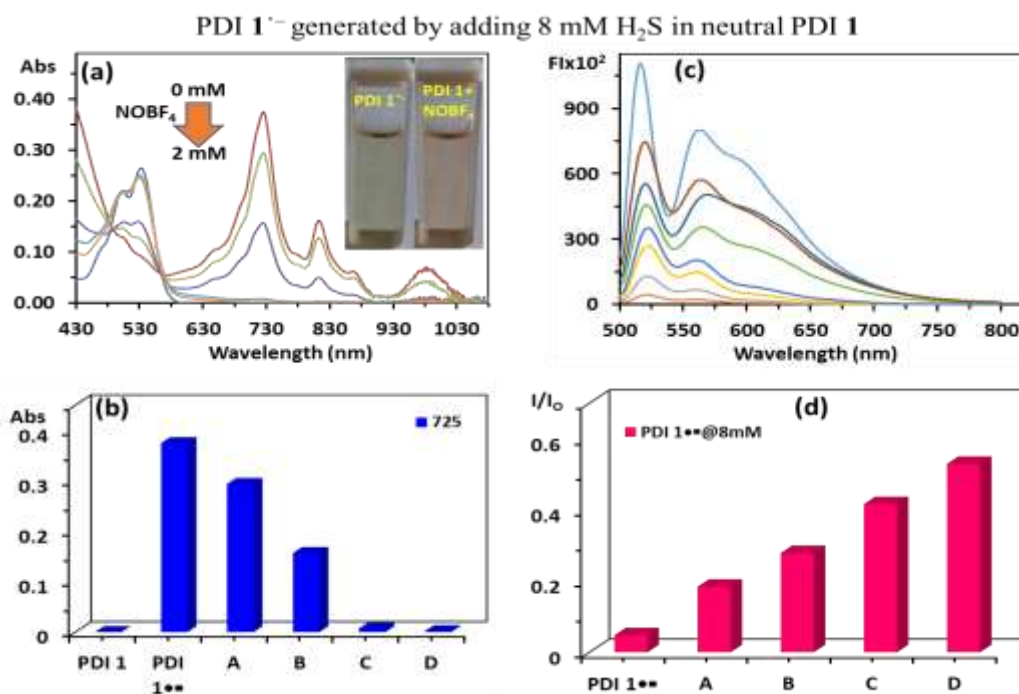 PDI 1˙⁻ generated by adding 8 mM H₂S in neutral PDI 1
Abs
(a)
0.40
0.30
0.20
0.10
0.00
NOBF₄
0 mM
2 mM
PDI 1˙⁻
PDI 1+
NOBF₄
430 530 630 730 830 930 1030
Wavelength (nm)
FIx10²
(c)
900
600
300
0
500 550 600 650 700 750 800
Wavelength (nm)
Abs
(b)
725
0.4
0.3
0.2
0.1
0
PDI 1 PDI A B C D
1•−
I/I₀
(d)
PDI 1•−@8mM
0.6
0.4
0.2
0
PDI 1•− A B C D